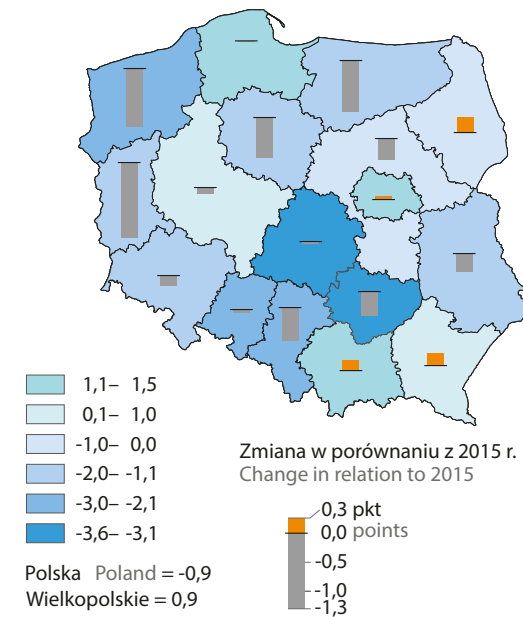 1,1– 1,5
0,1– 1,0
-1,0– 0,0
-2,0– -1,1
-3,0– -2,1
-3,6– -3,1
Polska Poland = -0,9
Wielkopolskie = 0,9
Zmiana w porównaniu z 2015 r.
Change in relation to 2015
0,3 pkt
0,0 points
-0,5
-1,0
-1,3